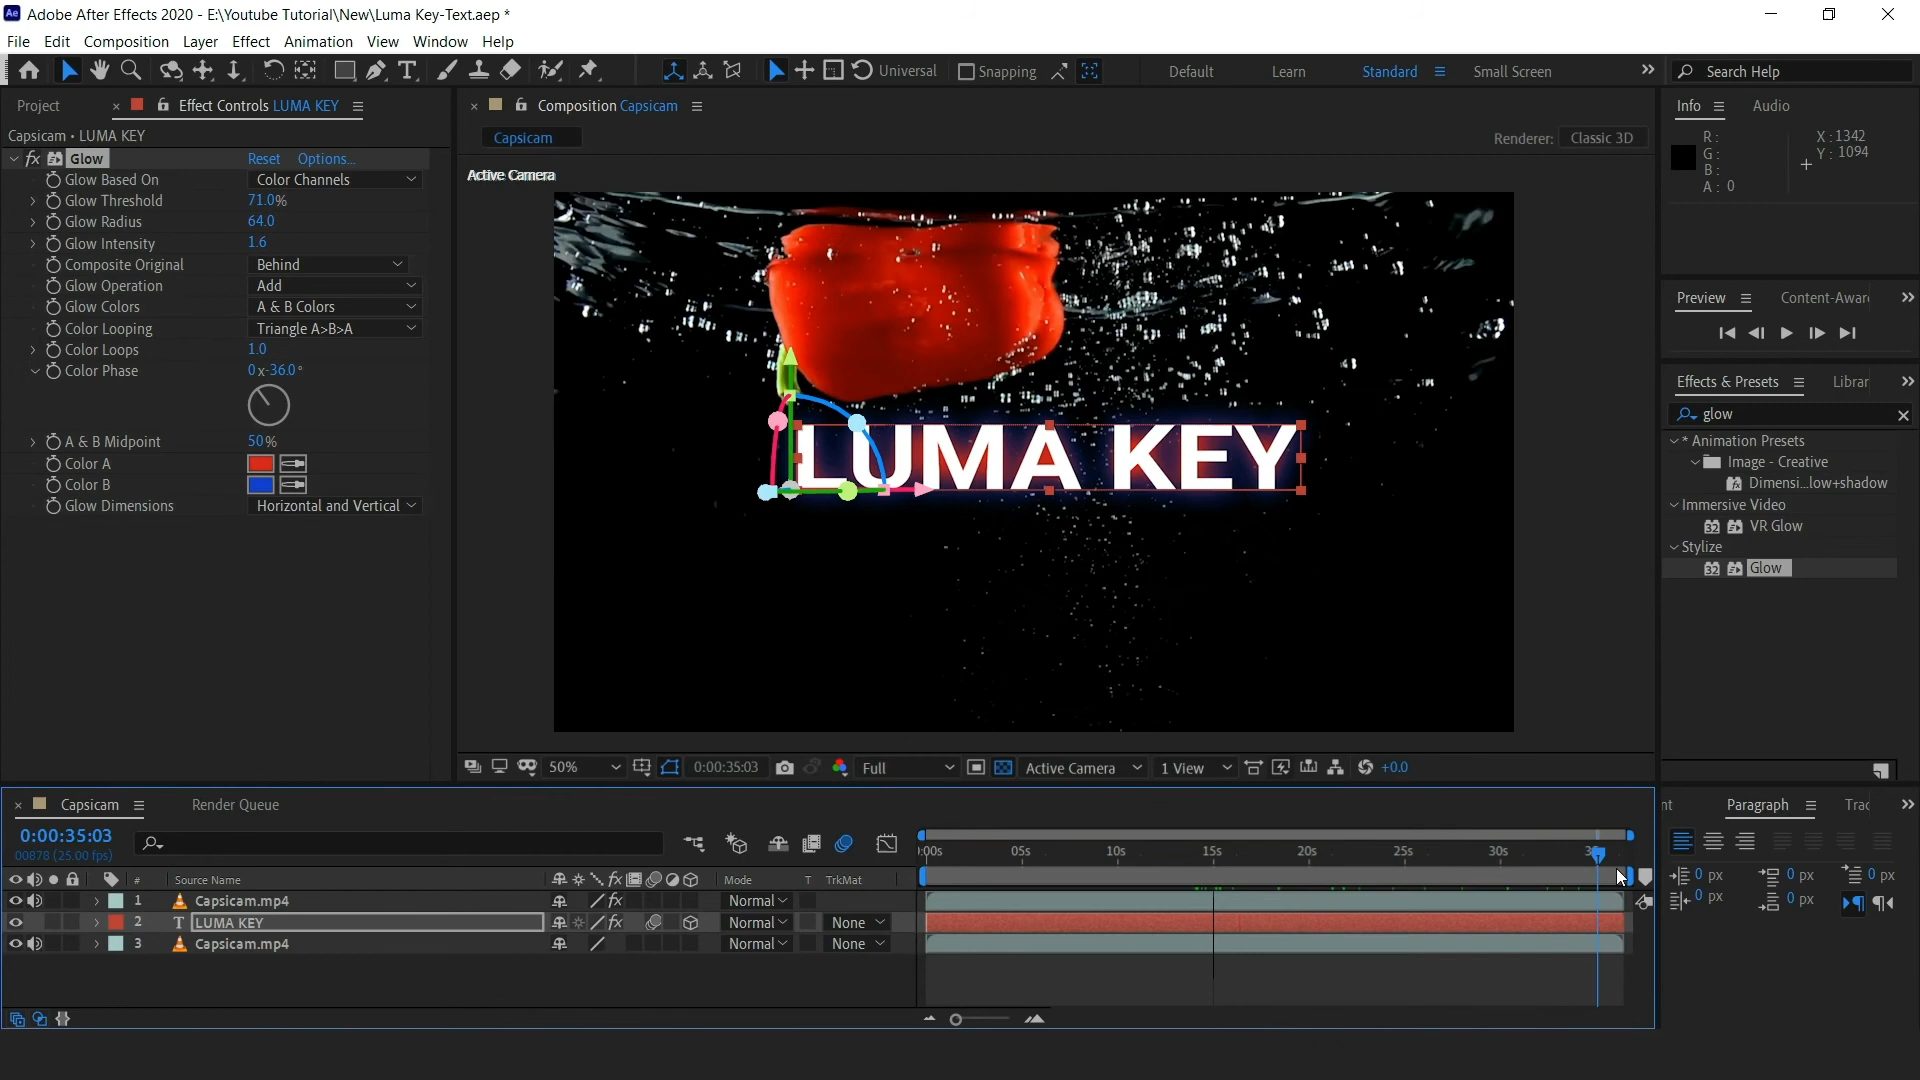 Adobe After Effects 2020 - E:\Youtube Tutorial\New\Luma Key-Text.aep *
File Edit Composition Layer Effect Animation View Window Help
Universal Snapping Default Learn Standard Small Screen Search Help
Project Effect Controls LUMA KEY
Capsicam • LUMA KEY
fx Glow Reset Options...
Glow Based On Color Channels
Glow Threshold 71.0%
Glow Radius 64.0
Glow Intensity 1.6
Composite Original Behind
Glow Operation Add
Glow Colors A & B Colors
Color Looping Triangle A>B>A
Color Loops 1.0
Color Phase 0x-36.0°
A & B Midpoint 50%
Color A
Color B
Glow Dimensions Horizontal and Vertical
Composition Capsicam
Capsicam
Renderer: Classic 3D
Active Camera
LUMA KEY
50% 0:00:35:03 Full Active Camera 1 View +0.0
Info Audio
R: X:1342
G: Y: 1094
B:
A: 0
Preview Content-Awar
Effects & Presets Librar
glow
* Animation Presets
Image - Creative
Dimensi...low+shadow
Immersive Video
32 VR Glow
Stylize
32 Glow
Capsicam Render Queue
0:00:35:03
00878 (25.00 fps)
:00s 05s 10s 15s 20s 25s 30s
# Source Name fx Mode T TrkMat
1 Capsicam.mp4 fx Normal
2 T LUMA KEY fx Normal None
3 Capsicam.mp4 Normal None
nt Paragraph Trac
0 px 0 px 0 px
0 px 0 px